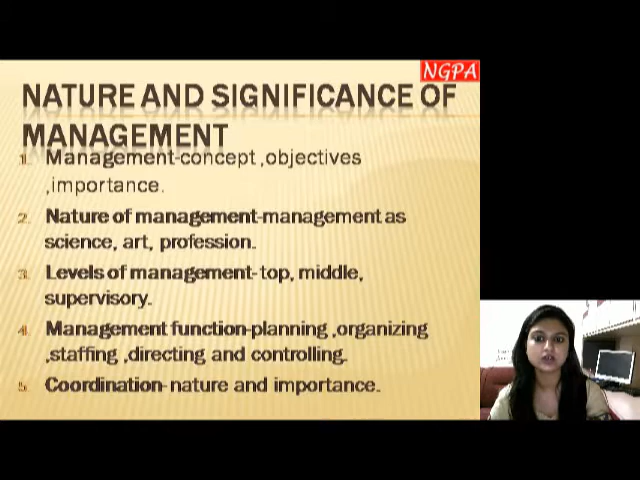 NGPA
NATURE AND SIGNIFICANCE OF
MANAGEMENT
1. Management-concept ,objectives
,importance.
2. Nature of management-management as
science, art, profession.
3. Levels of management- top, middle,
supervisory.
4. Management function-planning ,organizing
,staffing ,directing and controlling.
5. Coordination- nature and importance.